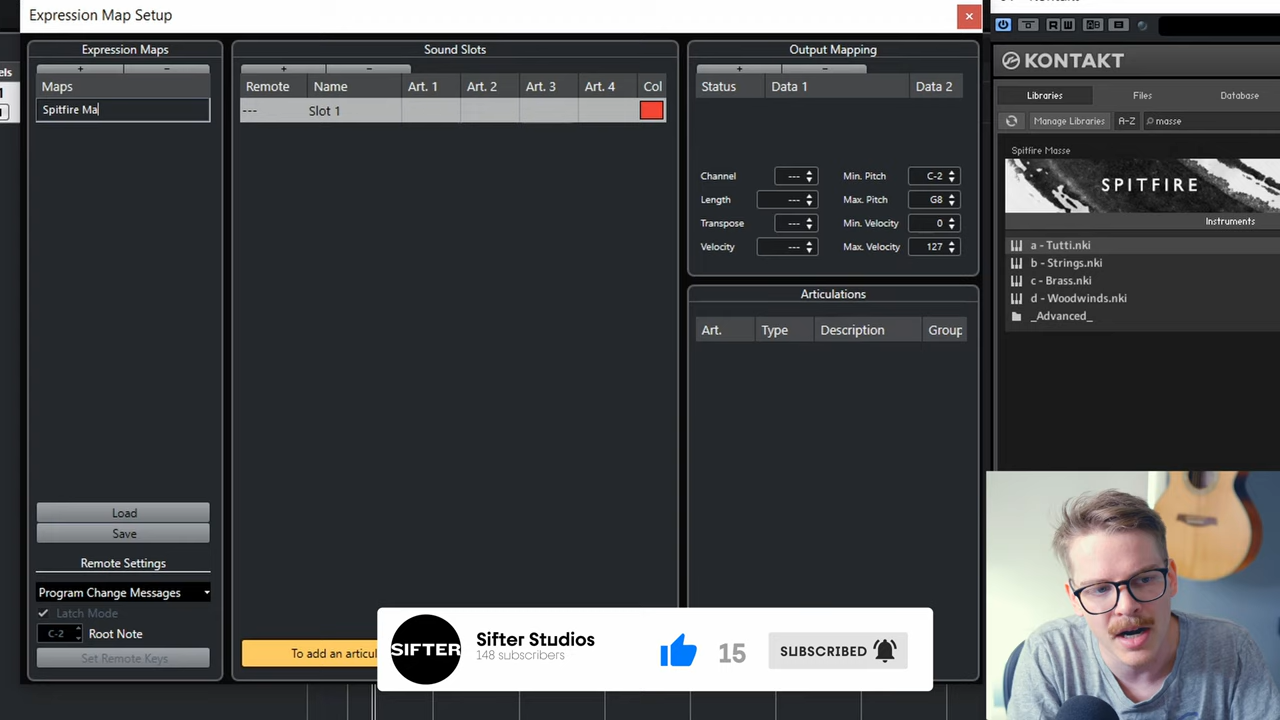 Expression Map Setup
Expression Maps
+
-
Maps
Spitfire Ma
Load
Save
Remote Settings
Program Change Messages
Latch Mode
C-2
Root Note
Set Remote Keys
Sound Slots
+
-
Remote Name Art. 1 Art. 2 Art. 3 Art. 4 Col
--- Slot 1
To add an articul
Output Mapping
+
-
Status Data 1 Data 2
Channel --- Min. Pitch C-2
Length --- Max. Pitch G8
Transpose --- Min. Velocity 0
Velocity --- Max. Velocity 127
Articulations
Art. Type Description Group
KONTAKT
Libraries Files Database
Manage Libraries A-Z masse
Spitfire Masse
SPITFIRE
Instruments
a - Tutti.nki
b - Strings.nki
c - Brass.nki
d - Woodwinds.nki
_Advanced_
SIFTER
Sifter Studios
148 subscribers
15
SUBSCRIBED